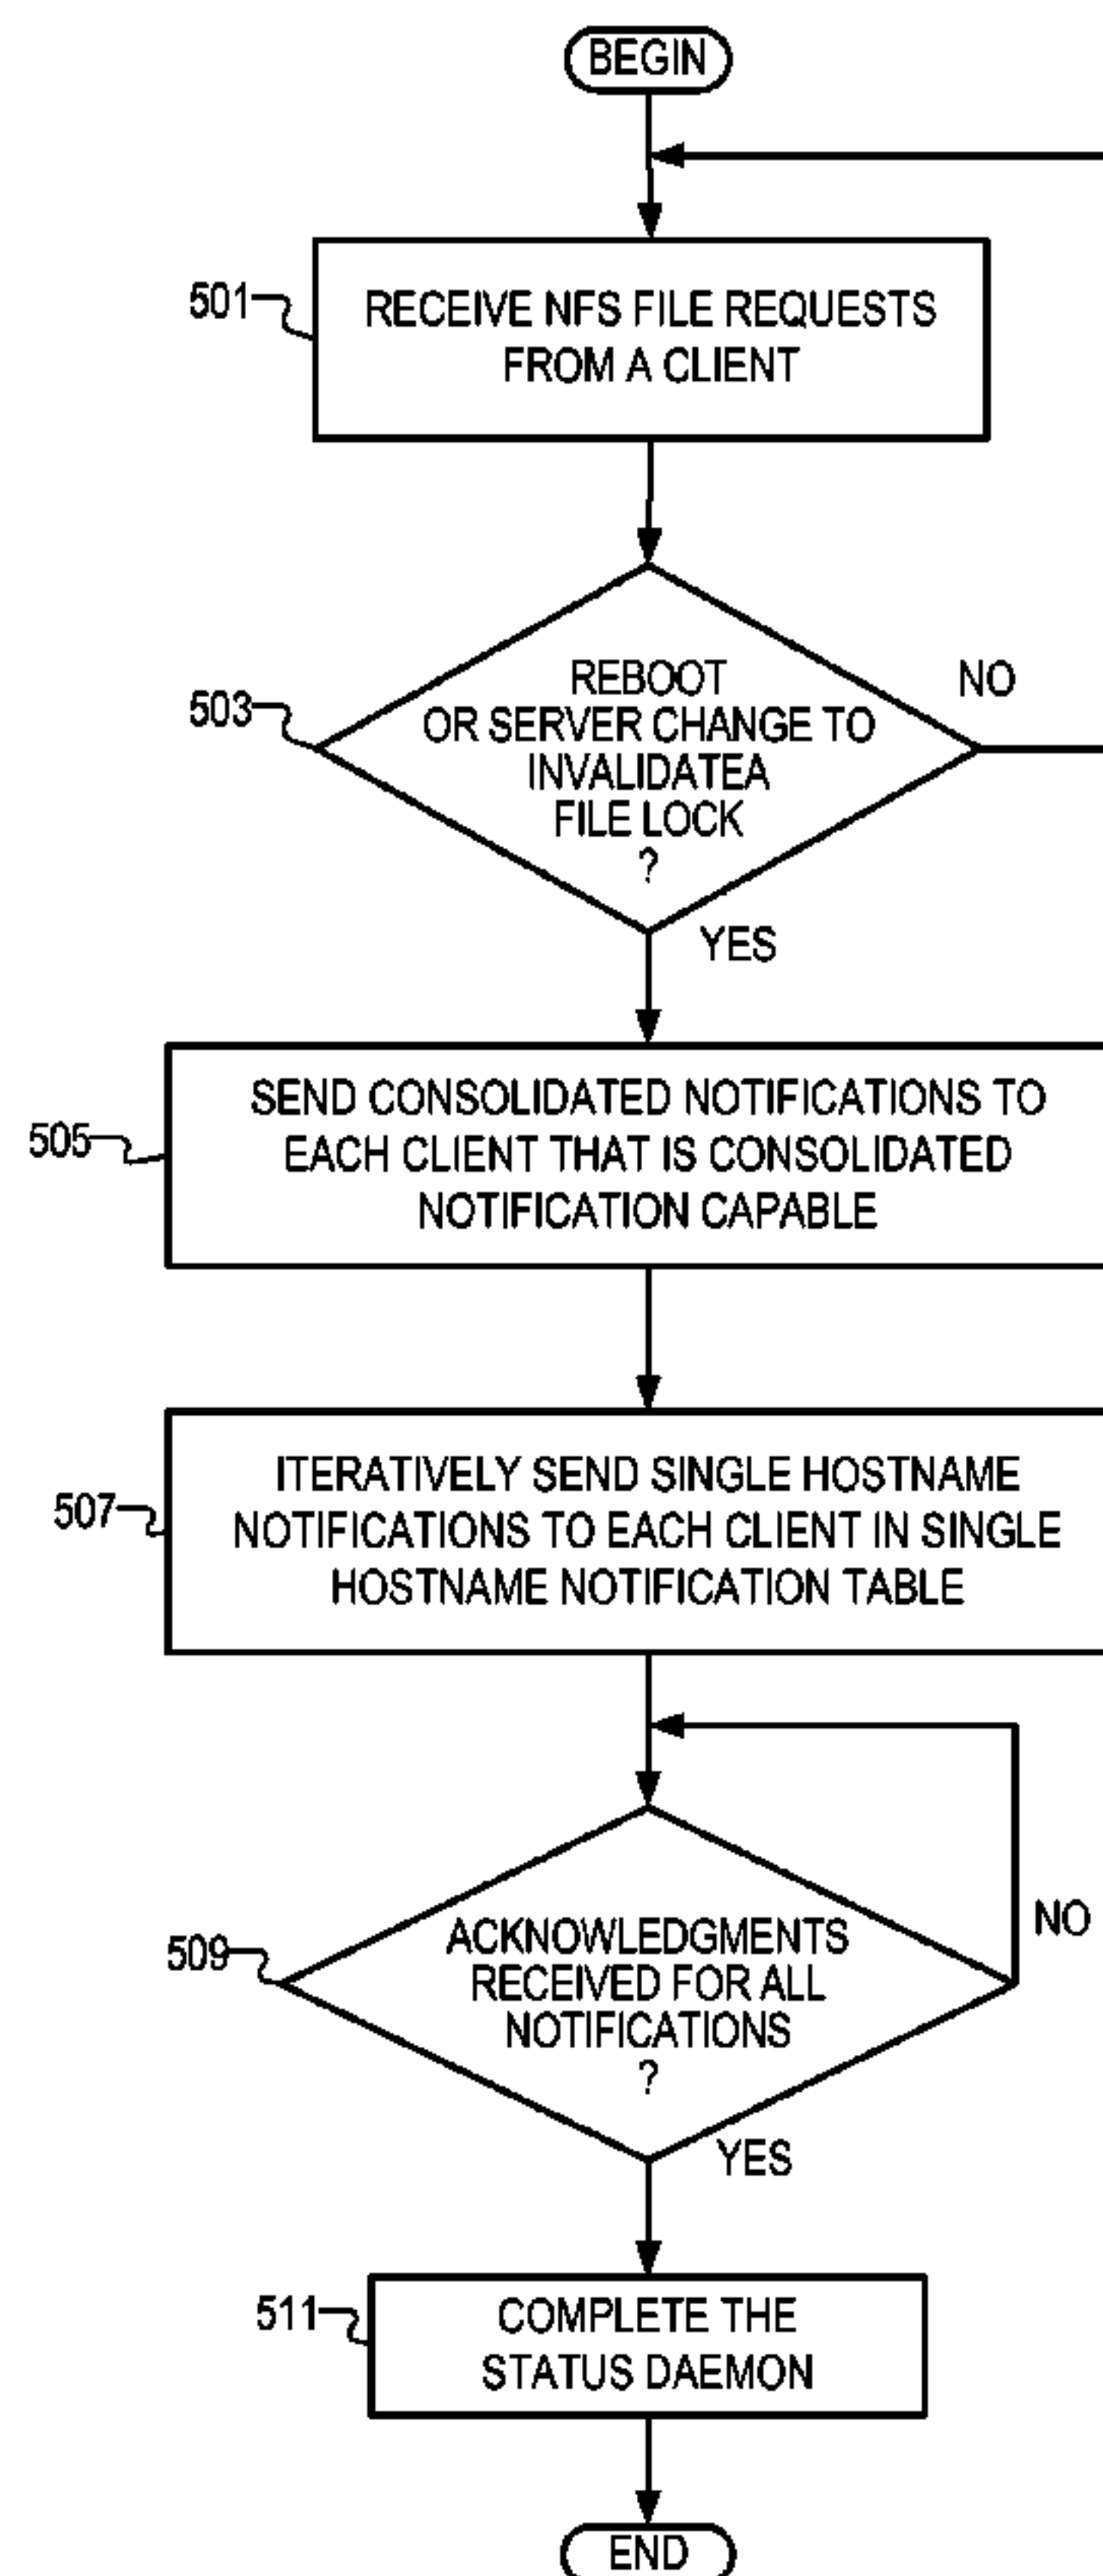 BEGIN
501
RECEIVE NFS FILE REQUESTS
FROM A CLIENT
503
REBOOT
OR SERVER CHANGE TO
INVALIDATEA
FILE LOCK
?
NO
YES
505
SEND CONSOLIDATED NOTIFICATIONS TO
EACH CLIENT THAT IS CONSOLIDATED
NOTIFICATION CAPABLE
507
ITERATIVELY SEND SINGLE HOSTNAME
NOTIFICATIONS TO EACH CLIENT IN SINGLE
HOSTNAME NOTIFICATION TABLE
509
ACKNOWLEDGMENTS
RECEIVED FOR ALL
NOTIFICATIONS
?
NO
YES
511
COMPLETE THE
STATUS DAEMON
END